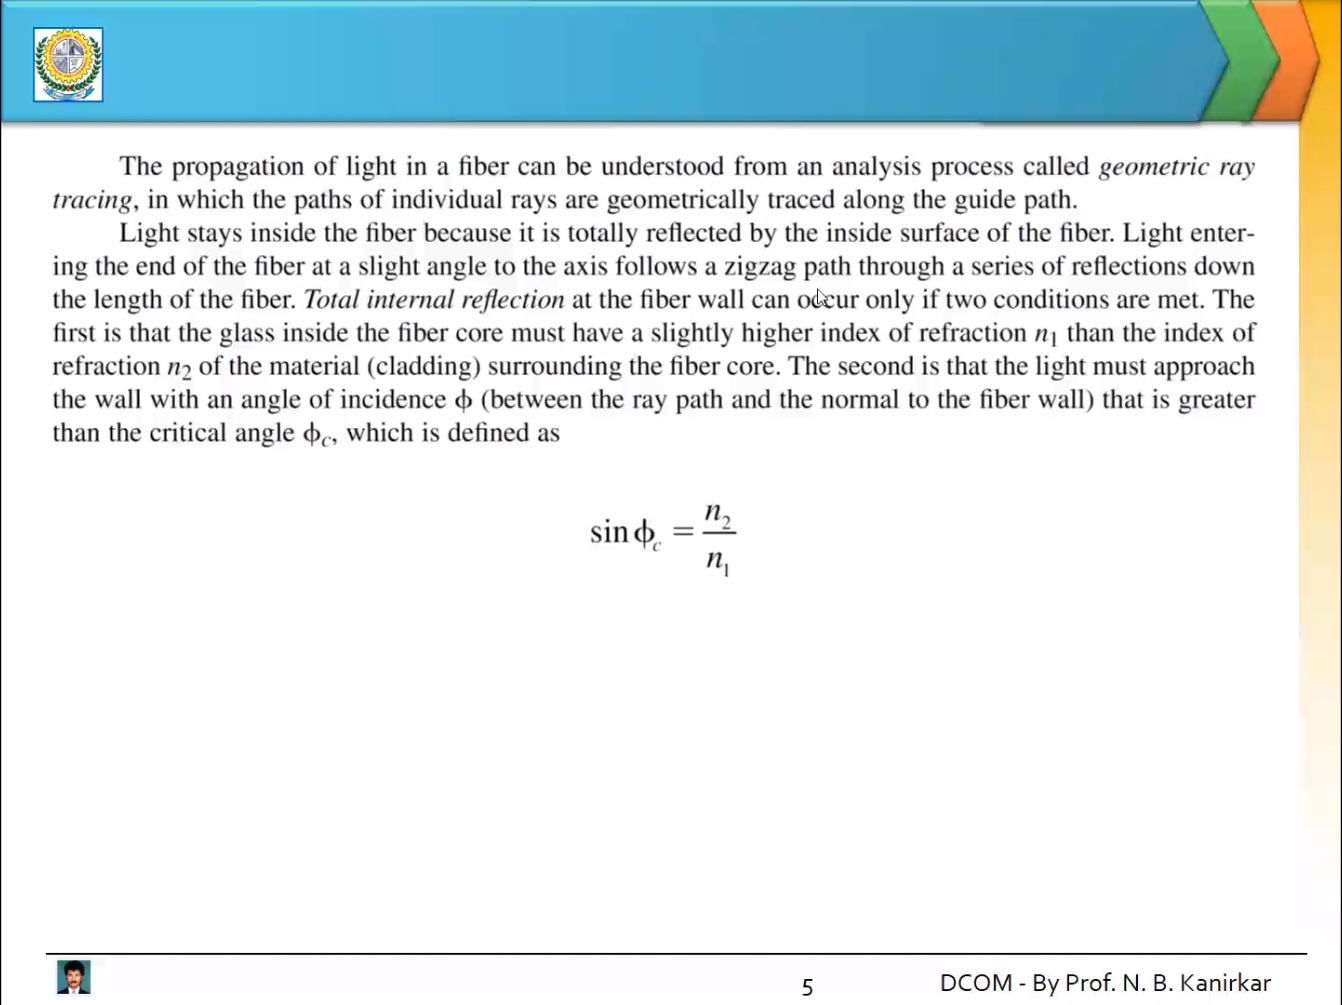 The propagation of light in a fiber can be understood from an analysis process called geometric ray
tracing, in which the paths of individual rays are geometrically traced along the guide path.
Light stays inside the fiber because it is totally reflected by the inside surface of the fiber. Light enter-
ing the end of the fiber at a slight angle to the axis follows a zigzag path through a series of reflections down
the length of the fiber. Total internal reflection at the fiber wall can occur only if two conditions are met. The
first is that the glass inside the fiber core must have a slightly higher index of refraction n₁ than the index of
refraction n₂ of the material (cladding) surrounding the fiber core. The second is that the light must approach
the wall with an angle of incidence ϕ (between the ray path and the normal to the fiber wall) that is greater
than the critical angle ϕc, which is defined as
sin ϕc = n₂/n₁
5
DCOM - By Prof. N. B. Kanirkar